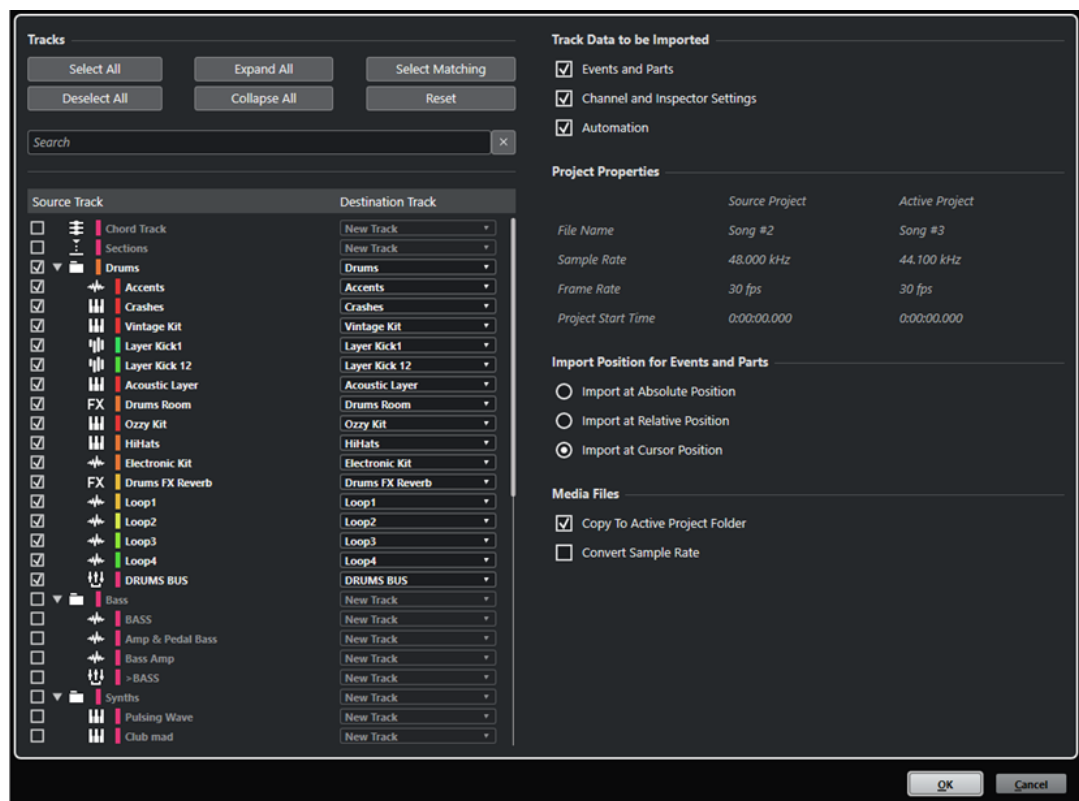 Tracks
Select All Expand All Select Matching
Deselect All Collapse All Reset
Search
Source Track Destination Track
Chord Track New Track
Sections New Track
Drums Drums
Accents Accents
Crashes Crashes
Vintage Kit Vintage Kit
Layer Kick1 Layer Kick1
Layer Kick 12 Layer Kick 12
Acoustic Layer Acoustic Layer
FX Drums Room Drums Room
Ozzy Kit Ozzy Kit
HiHats HiHats
Electronic Kit Electronic Kit
FX Drums FX Reverb Drums FX Reverb
Loop1 Loop1
Loop2 Loop2
Loop3 Loop3
Loop4 Loop4
DRUMS BUS DRUMS BUS
Bass New Track
BASS New Track
Amp & Pedal Bass New Track
Bass Amp New Track
>BASS New Track
Synths New Track
Pulsing Wave New Track
Club mad New Track
Track Data to be Imported
Events and Parts
Channel and Inspector Settings
Automation
Project Properties
Source Project Active Project
File Name Song #2 Song #3
Sample Rate 48.000 kHz 44.100 kHz
Frame Rate 30 fps 30 fps
Project Start Time 0:00:00.000 0:00:00.000
Import Position for Events and Parts
Import at Absolute Position
Import at Relative Position
Import at Cursor Position
Media Files
Copy To Active Project Folder
Convert Sample Rate
OK Cancel